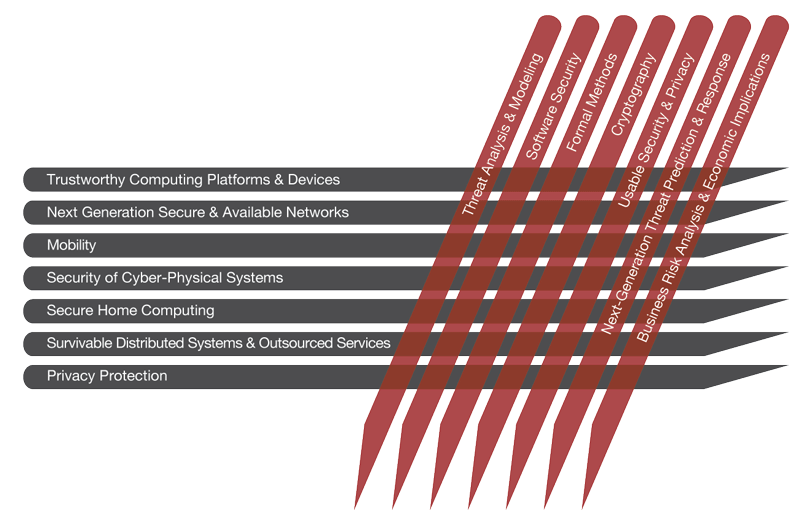 Threat Analysis & Modeling
Software Security
Formal Methods
Cryptography
Usable Security & Privacy
Next-Generation Threat Prediction & Response
Business Risk Analysis & Economic Implications
Trustworthy Computing Platforms & Devices
Next Generation Secure & Available Networks
Mobility
Security of Cyber-Physical Systems
Secure Home Computing
Survivable Distributed Systems & Outsourced Services
Privacy Protection